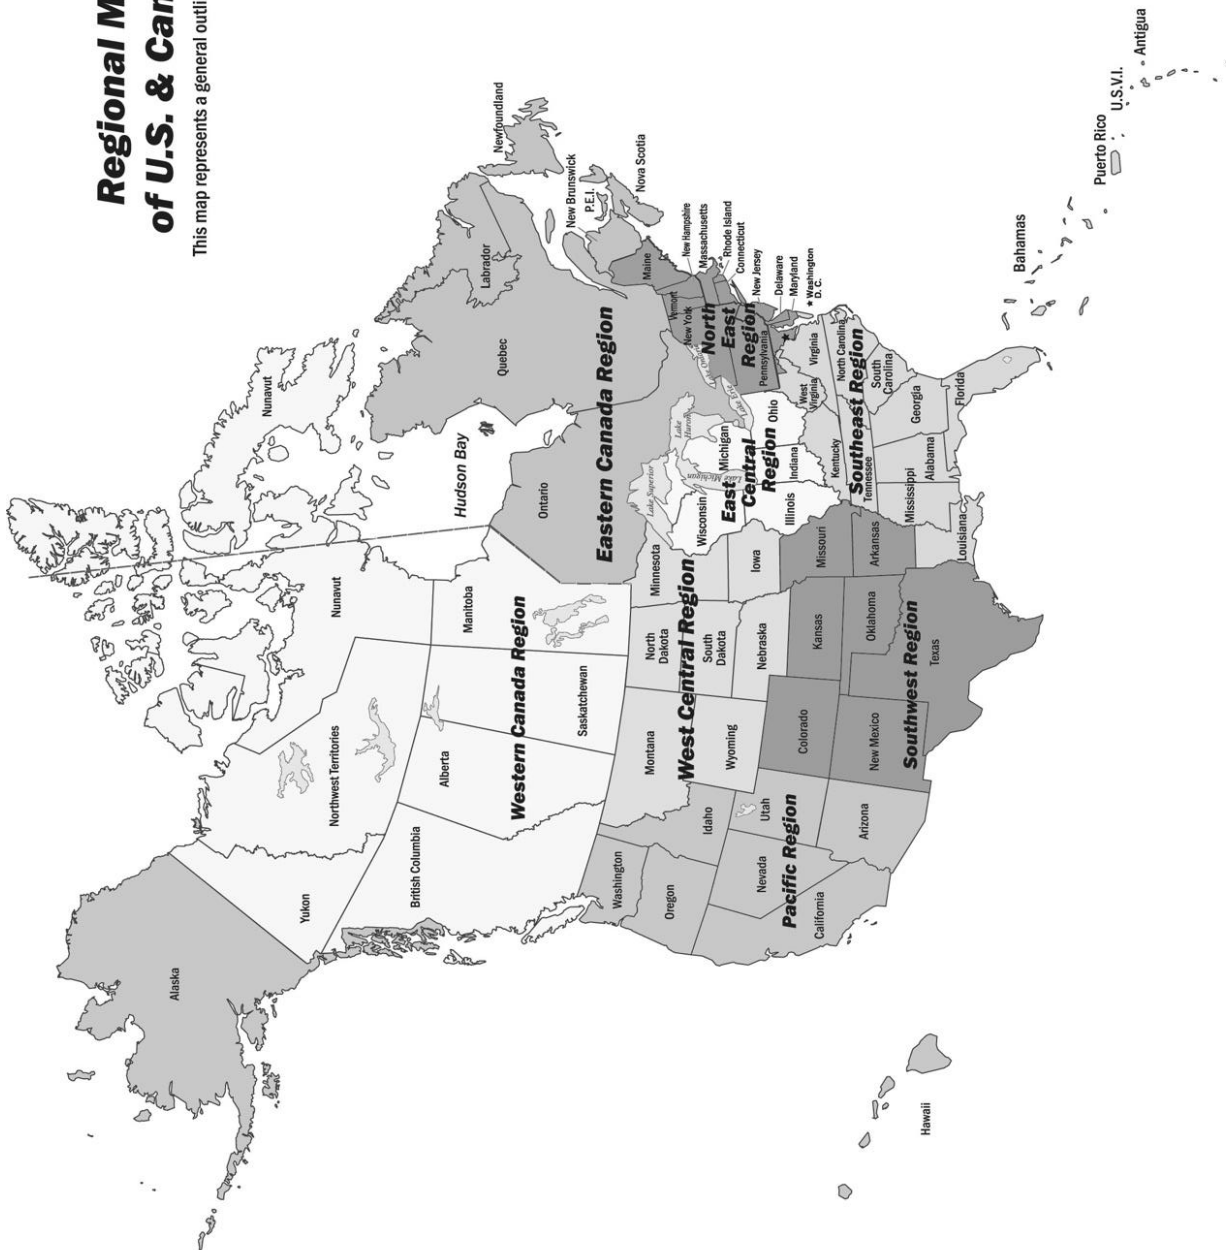 Regional M
of U.S. & Can
This map represents a general outli
Alaska
Yukon
Northwest Territories
Nunavut
Nunavut
British Columbia
Alberta
Saskatchewan
Manitoba
Western Canada Region
Hudson Bay
Ontario
Quebec
Labrador
Newfoundland
New Brunswick
P.E.I.
Nova Scotia
Eastern Canada Region
Washington
Oregon
Idaho
Nevada
Utah
California
Arizona
Pacific Region
Hawaii
Montana
Wyoming
North
Dakota
South
Dakota
Nebraska
Minnesota
Iowa
West Central Region
Colorado
New Mexico
Kansas
Oklahoma
Texas
Missouri
Arkansas
Southwest Region
Lake Superior
Lake Michigan
Lake
Huron
Lake Erie
Lake Ontario
Wisconsin
Michigan
Illinois
Indiana
Ohio
East
Central
Region
Maine
Vermont
New Hampshire
Massachusetts
Rhode Island
Connecticut
New York
New Jersey
Pennsylvania
Delaware
Maryland
★ Washington
D. C.
North
East
Region
West
Virginia
Virginia
Kentucky
Tennessee
North Carolina
South
Carolina
Georgia
Florida
Alabama
Mississippi
Louisiana
Southeast Region
Bahamas
Puerto Rico
U.S.V.I.
Antigua